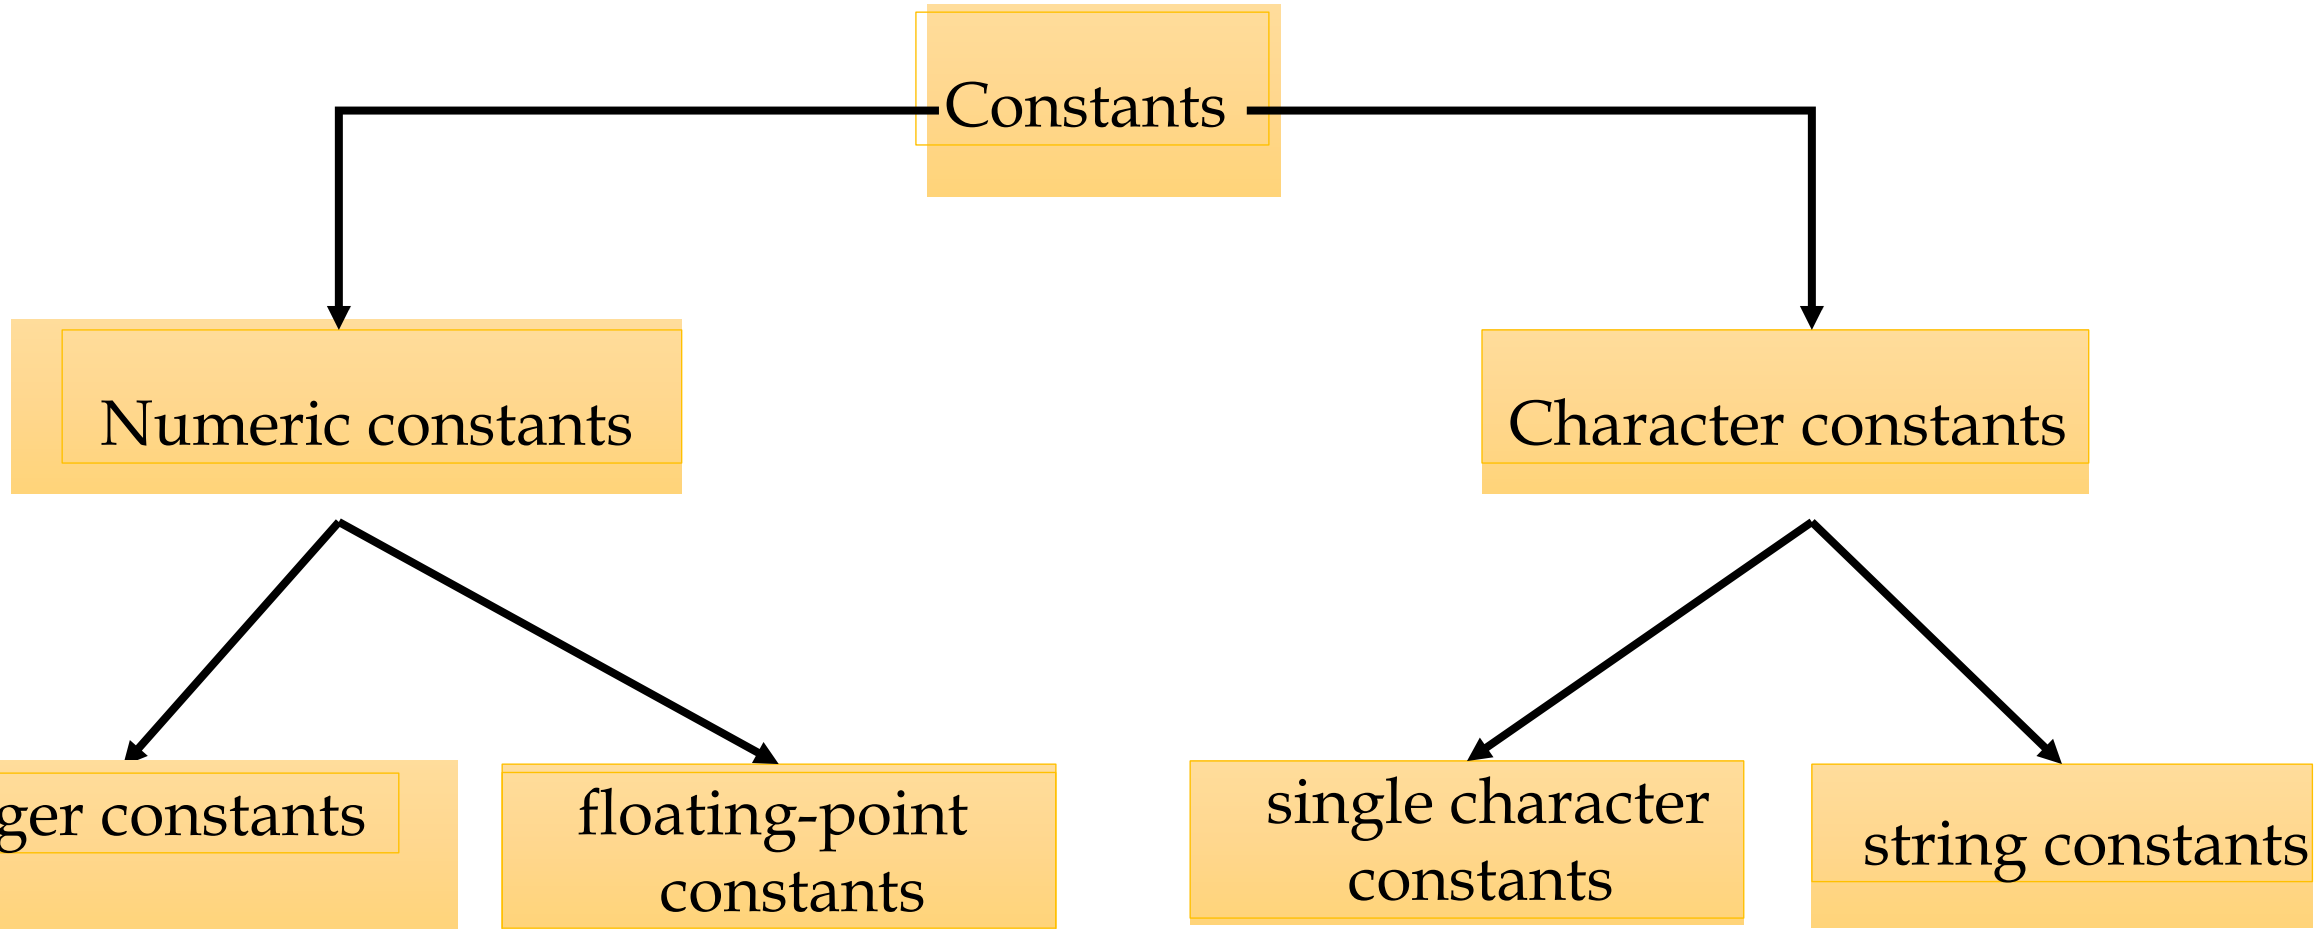 Constants
Numeric constants
Character constants
ger constants
floating-point
constants
single character
constants
string constants